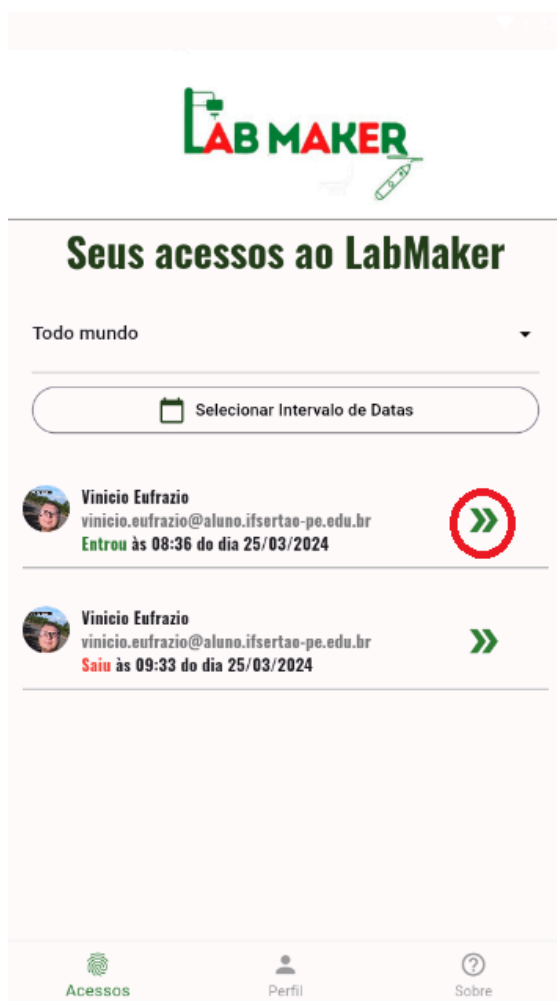 LAB MAKER
Seus acessos ao LabMaker
Todo mundo
Selecionar Intervalo de Datas
Vinicio Eufrazio
vinicio.eufrazio@aluno.ifsertao-pe.edu.br
Entrou às 08:36 do dia 25/03/2024
Vinicio Eufrazio
vinicio.eufrazio@aluno.ifsertao-pe.edu.br
Saiu às 09:33 do dia 25/03/2024
Acessos Perfil Sobre